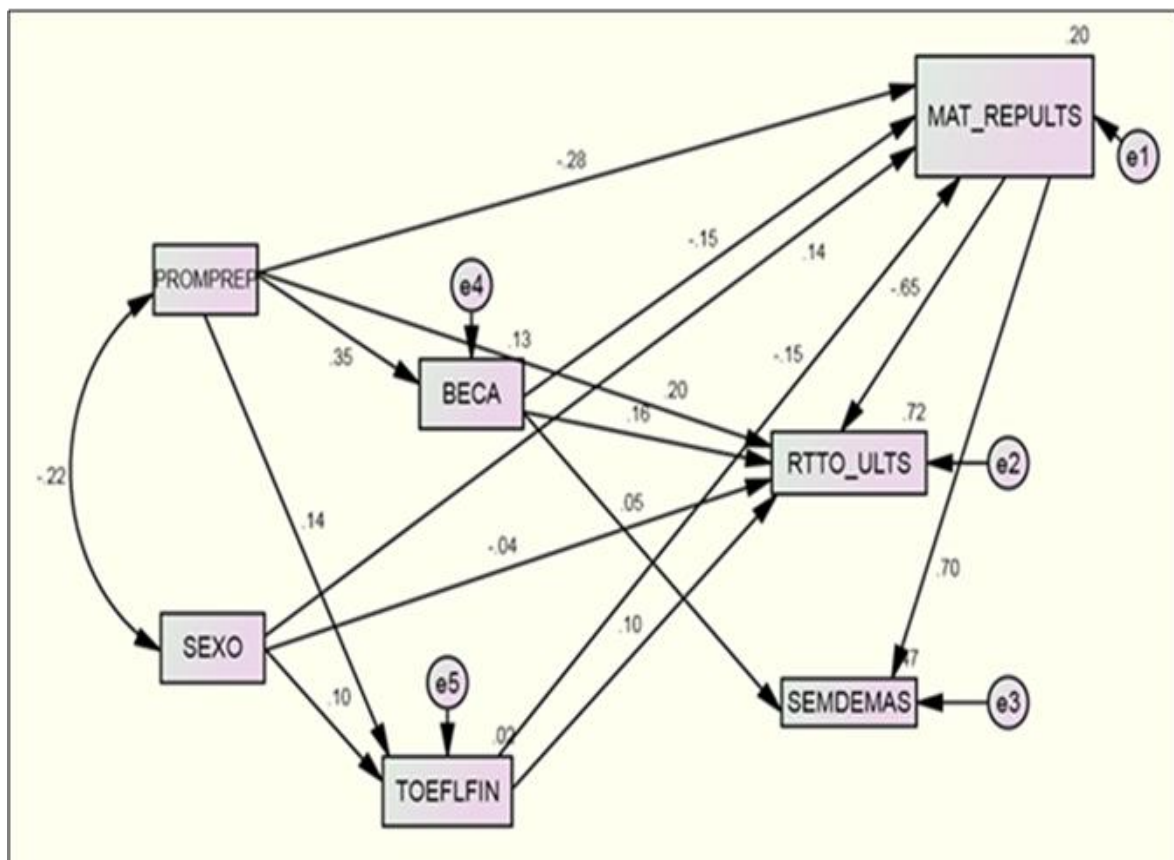 .20
MAT_REPULTS
e1
-.28
-.15
.14
PROMPREP
e4
-.65
.13
-.15
.35
BECA
.20
.16
.72
RTTO_ULTS
e2
-.22
.05
.14
-.04
.70
.10
SEXO
e5
.47
SEMDEMAS
e3
.10
.02
TOEFLFIN